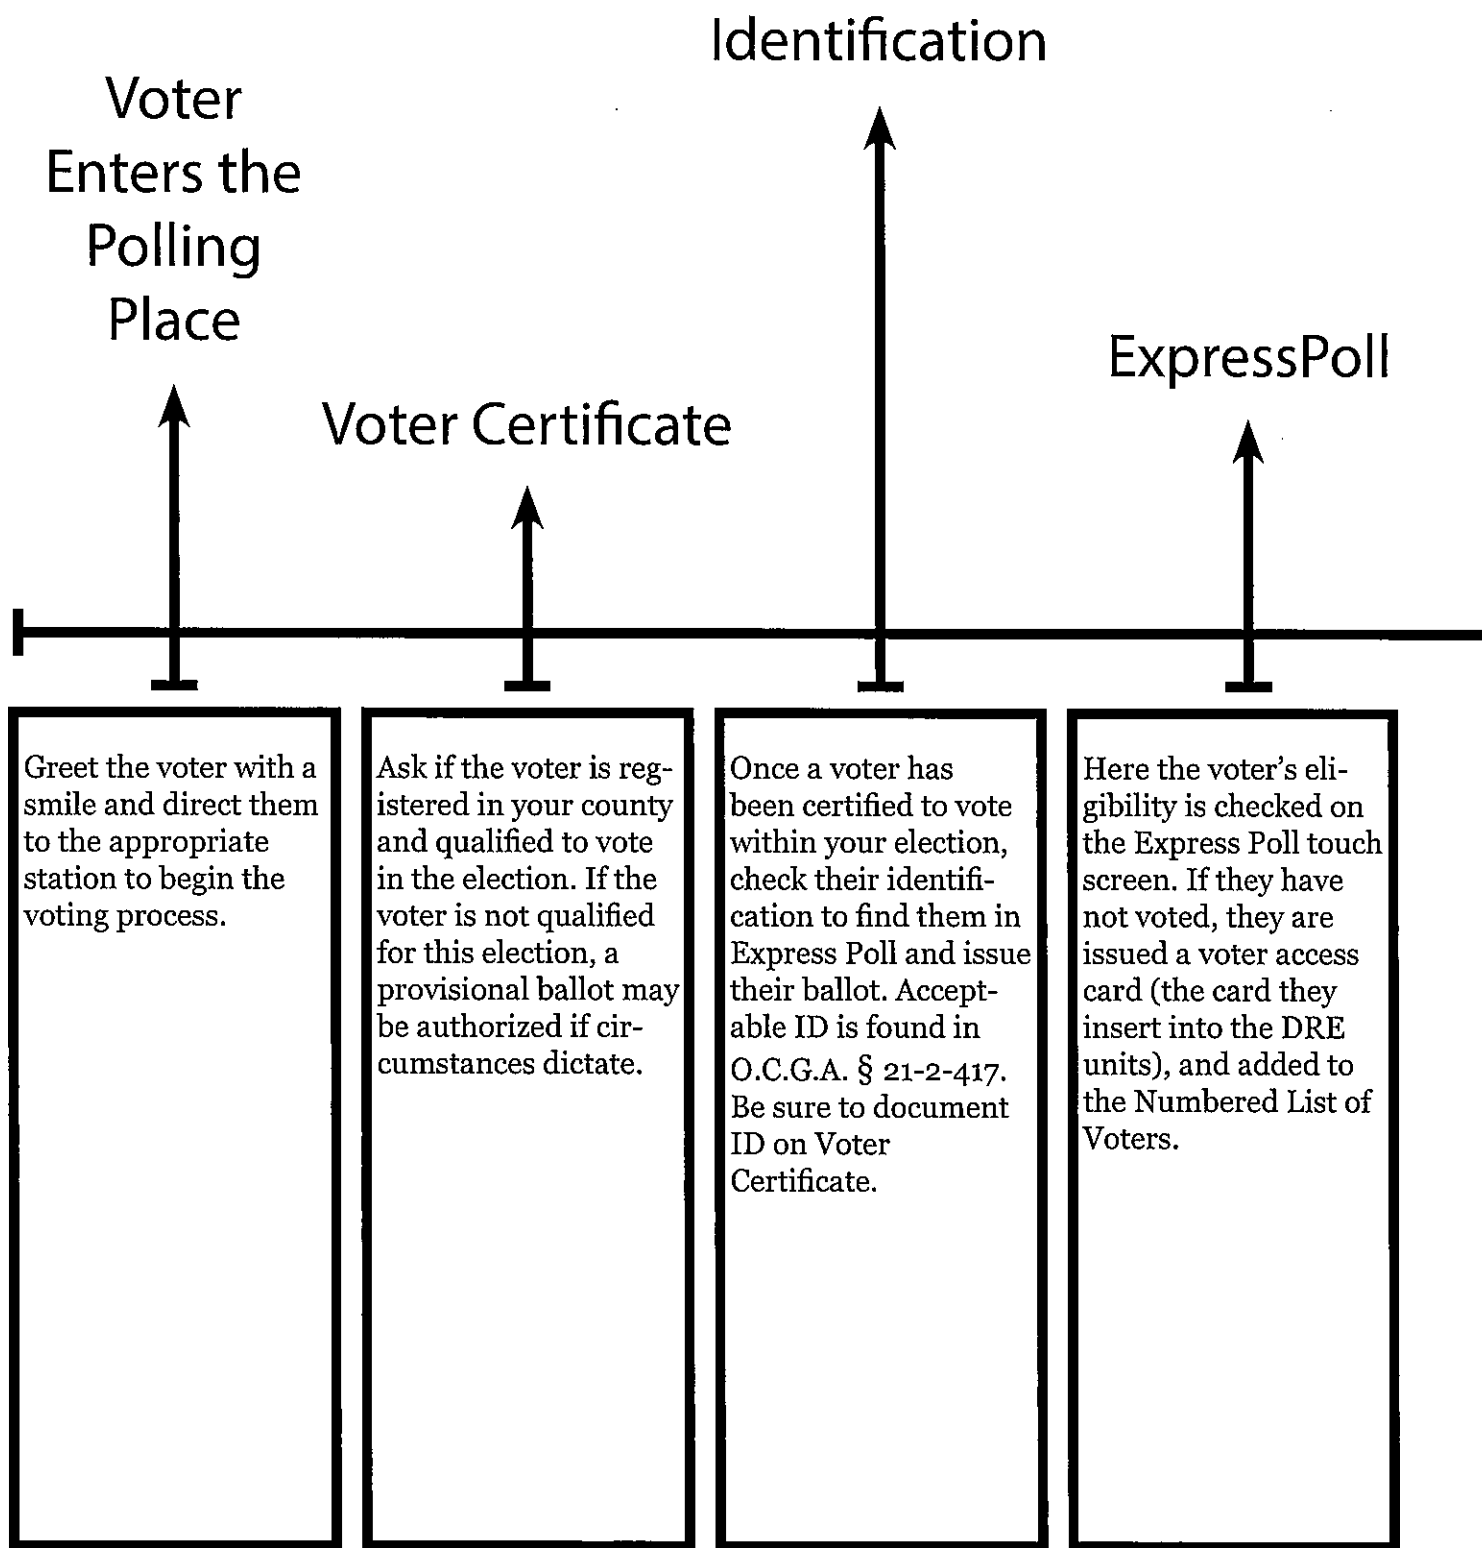 Voter
Enters the
Polling
Place
Voter Certificate
Identification
ExpressPoll
Greet the voter with a
smile and direct them
to the appropriate
station to begin the
voting process.
Ask if the voter is reg-
istered in your county
and qualified to vote
in the election. If the
voter is not qualified
for this election, a
provisional ballot may
be authorized if cir-
cumstances dictate.
Once a voter has
been certified to vote
within your election,
check their identifi-
cation to find them in
Express Poll and issue
their ballot. Accept-
able ID is found in
O.C.G.A. § 21-2-417.
Be sure to document
ID on Voter
Certificate.
Here the voter's eli-
gibility is checked on
the Express Poll touch
screen. If they have
not voted, they are
issued a voter access
card (the card they
insert into the DRE
units), and added to
the Numbered List of
Voters.